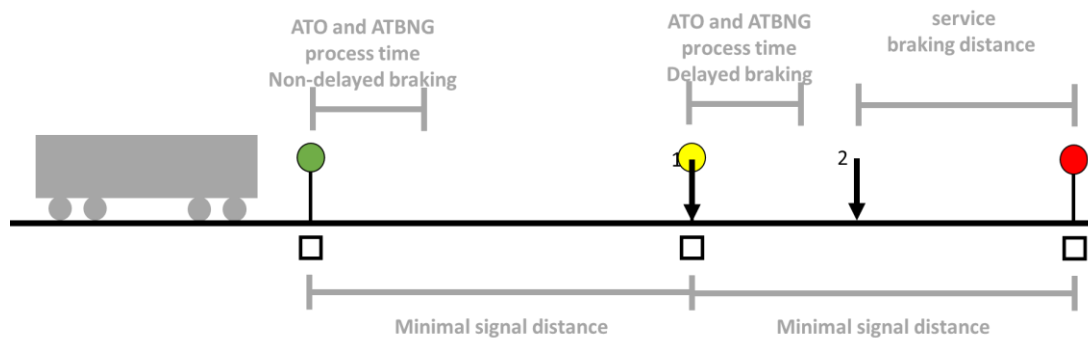 ATO and ATBNG
process time
Non-delayed braking
ATO and ATBNG
process time
Delayed braking
service
braking distance
1
2
Minimal signal distance
Minimal signal distance